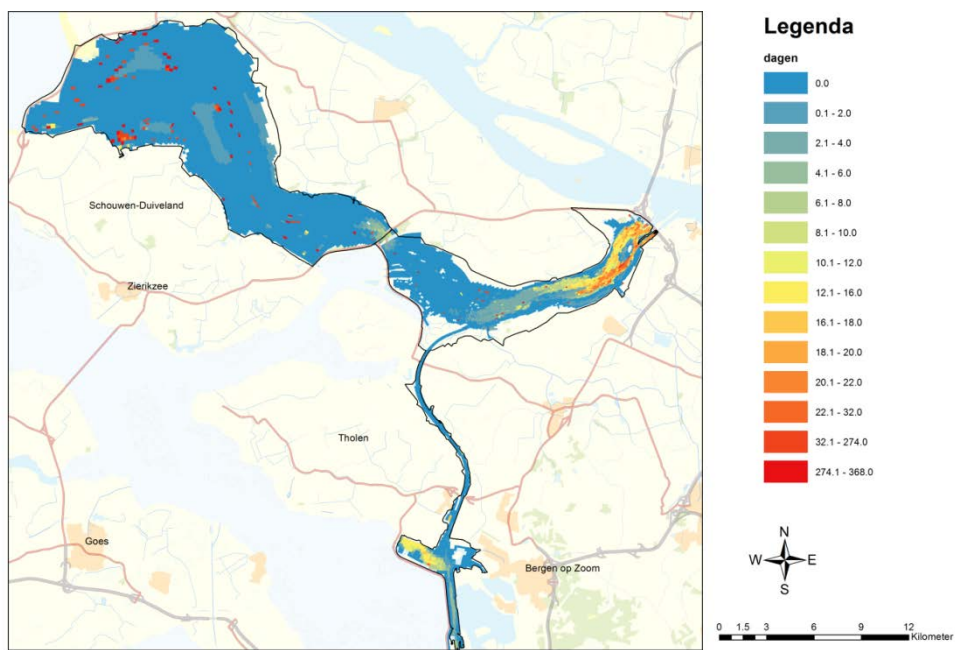 Legenda
dagen
0.0
0.1 - 2.0
2.1 - 4.0
4.1 - 6.0
6.1 - 8.0
8.1 - 10.0
10.1 - 12.0
12.1 - 16.0
16.1 - 18.0
18.1 - 20.0
20.1 - 22.0
22.1 - 32.0
32.1 - 274.0
274.1 - 368.0
Schouwen-Duiveland
Zierikzee
Tholen
Goes
Bergen op Zoom
N
W E
S
0 1.5 3 6 9 12
Kilometer